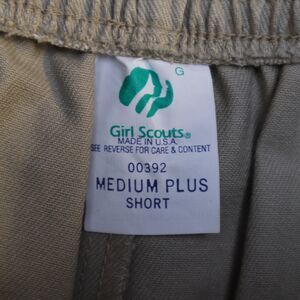 G
Girl Scouts®
MADE IN U.S.A.
SEE REVERSE FOR CARE & CONTENT
00392
MEDIUM PLUS
SHORT